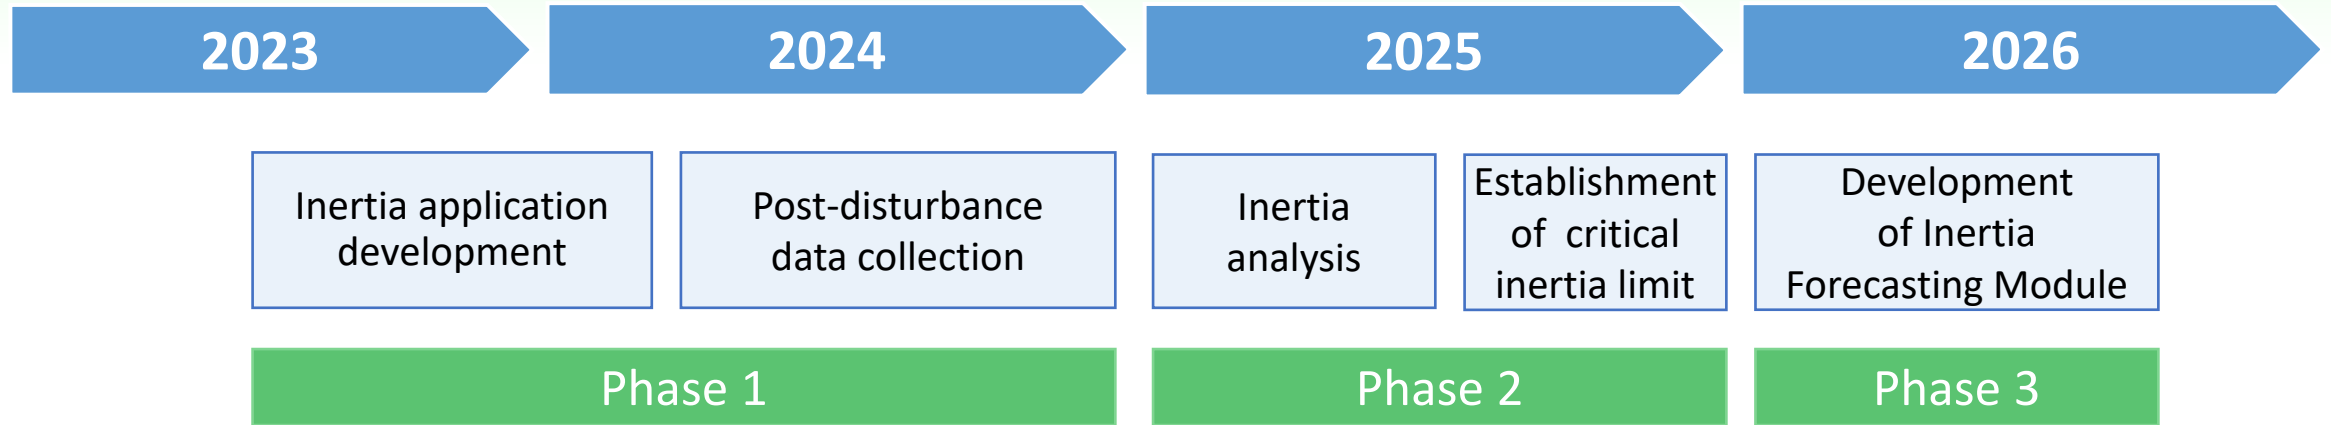 2023
2024
2025
2026
Inertia application
development
Post-disturbance
data collection
Inertia
analysis
Establishment
of critical
inertia limit
Development
of Inertia
Forecasting Module
Phase 1
Phase 2
Phase 3